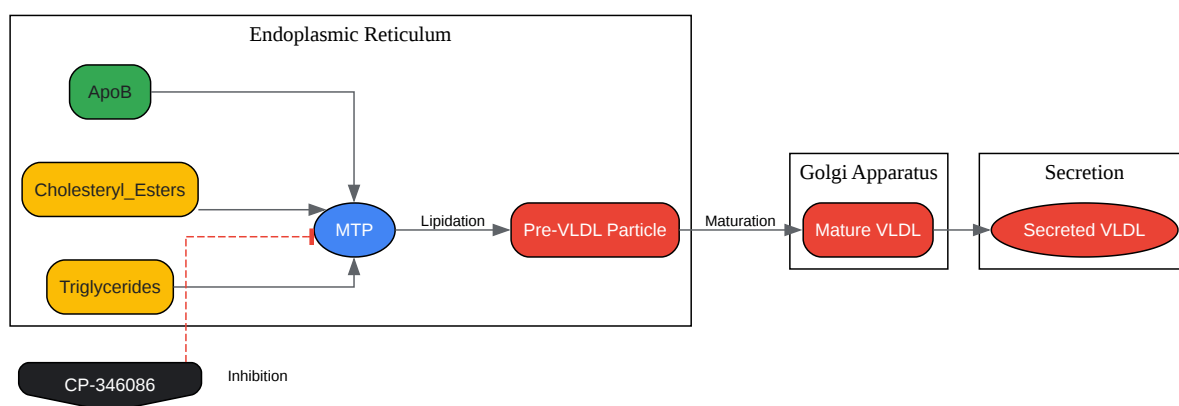 Endoplasmic Reticulum
ApoB
Cholesteryl_Esters
Triglycerides
MTP
Lipidation
Pre-VLDL Particle
Maturation
Golgi Apparatus
Mature VLDL
Secretion
Secreted VLDL
CP-346086
Inhibition